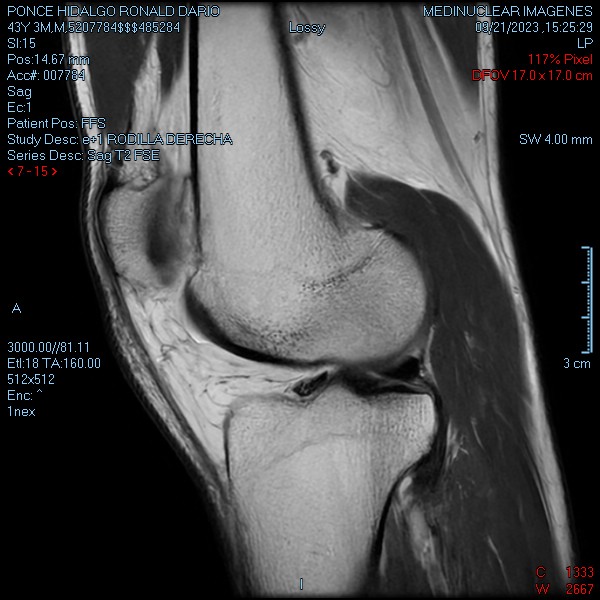 PONCE HIDALGO RONALD DARIO
43Y 3M,M,5207784$$$485284
Sl:15
Pos:14.67 mm
Acc#: 007784
Sag
Ec:1
Patient Pos: FFS
Study Desc: e+1 RODILLA DERECHA
Series Desc: Sag T2 FSE
< 7 - 15 >
Lossy
MEDINUCLEAR IMAGENES
09/21/2023 ,15:25:29
LP
117% Pixel
DFOV 17.0 x 17.0 cm
SW 4.00 mm
A
3 cm
3000.00//81.11
Etl:18 TA:160.00
512x512
Enc: ^
1nex
I
C 1333
W 2667